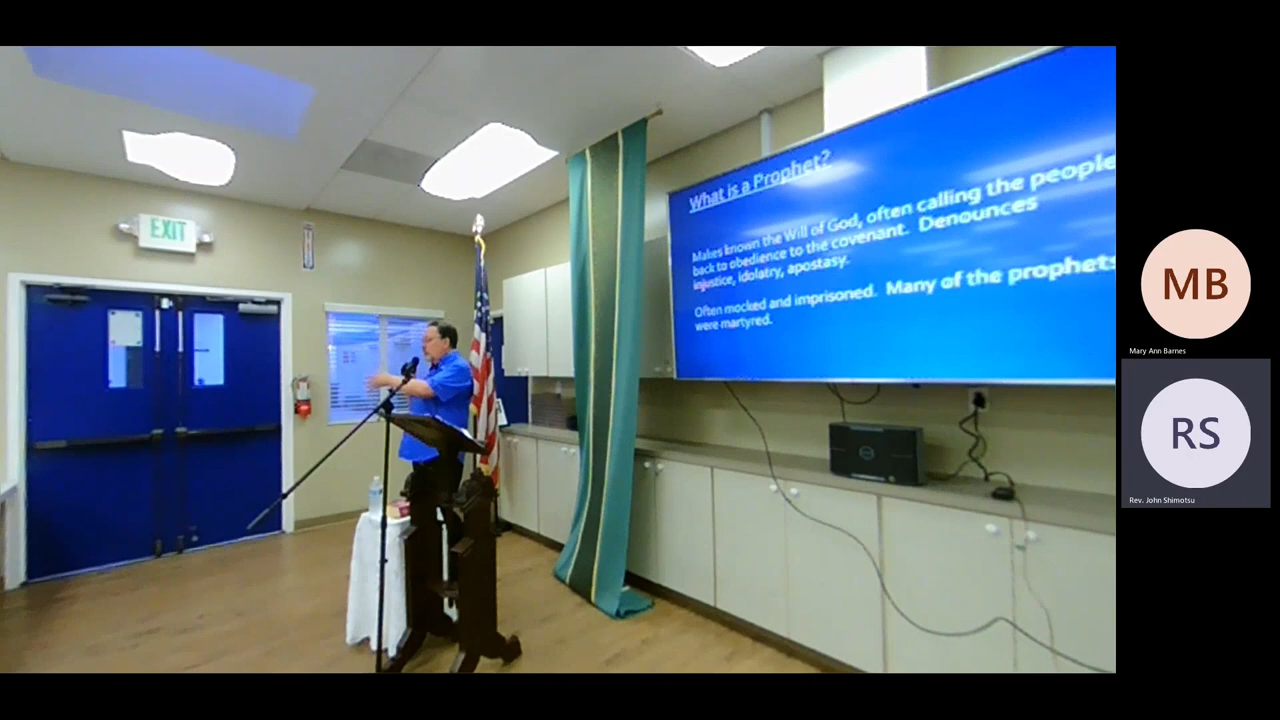 EXIT
What is a Prophet?
Makes known the Will of God, often calling the people
back to obedience to the covenant. Denounces
injustice, idolatry, apostasy.
Often mocked and imprisoned. Many of the prophets
were martyred.
MB
Mary Ann Barnes
RS
Rev. John Shimotsu